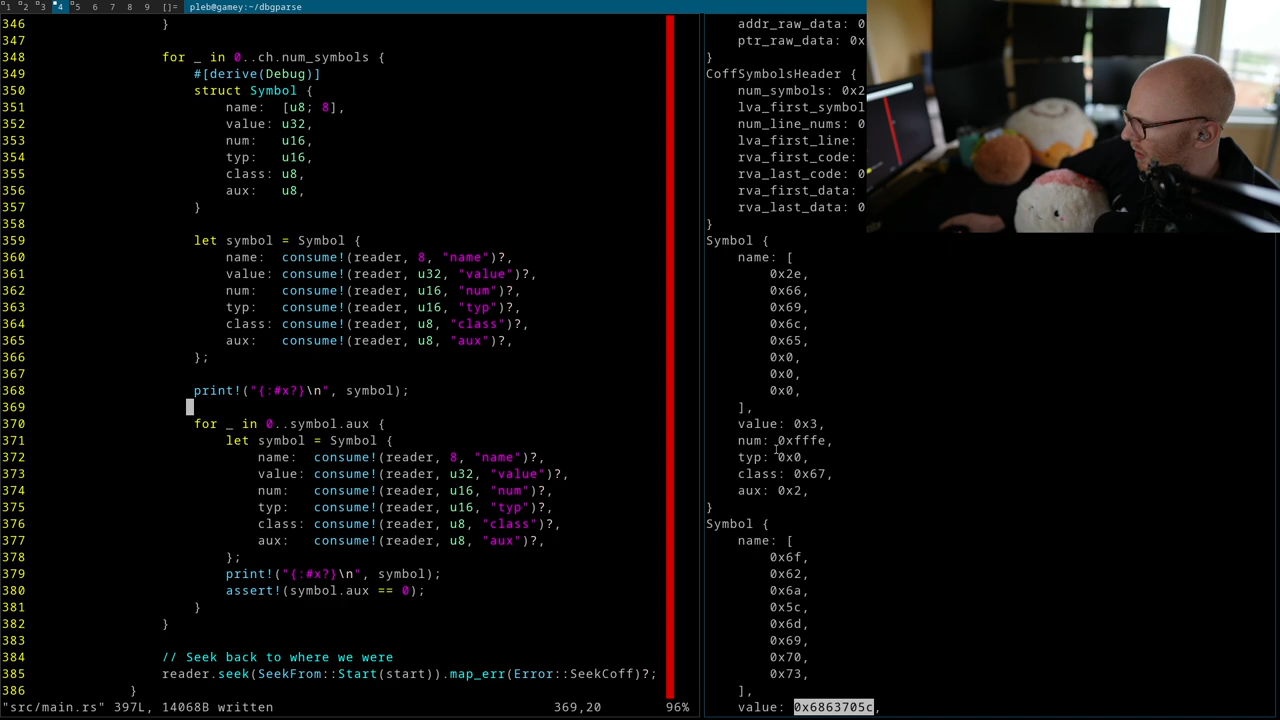 1 2 3 4 5 6 7 8 9 []= pleb@gamey:~/dbgparse
346 }
347
348 for _ in 0..ch.num_symbols {
349 #[derive(Debug)]
350 struct Symbol {
351 name: [u8; 8],
352 value: u32,
353 num: u16,
354 typ: u16,
355 class: u8,
356 aux: u8,
357 }
358
359 let symbol = Symbol {
360 name: consume!(reader, 8, "name")?,
361 value: consume!(reader, u32, "value")?,
362 num: consume!(reader, u16, "num")?,
363 typ: consume!(reader, u16, "typ")?,
364 class: consume!(reader, u8, "class")?,
365 aux: consume!(reader, u8, "aux")?,
366 };
367
368 print!("{:#x?}\n", symbol);
369
370 for _ in 0..symbol.aux {
371 let symbol = Symbol {
372 name: consume!(reader, 8, "name")?,
373 value: consume!(reader, u32, "value")?,
374 num: consume!(reader, u16, "num")?,
375 typ: consume!(reader, u16, "typ")?,
376 class: consume!(reader, u8, "class")?,
377 aux: consume!(reader, u8, "aux")?,
378 };
379 print!("{:#x?}\n", symbol);
380 assert!(symbol.aux == 0);
381 }
382 }
383
384 // Seek back to where we were
385 reader.seek(SeekFrom::Start(start)).map_err(Error::SeekCoff)?;
386 }
"src/main.rs" 397L, 14068B written 369,20 96%
addr_raw_data: 0
ptr_raw_data: 0x
}
CoffSymbolsHeader {
num_symbols: 0x2
lva_first_symbol
num_line_nums: 0
lva_first_line:
rva_first_code:
rva_last_code: 0
rva_first_data:
rva_last_data: 0
}
Symbol {
name: [
0x2e,
0x66,
0x69,
0x6c,
0x65,
0x0,
0x0,
0x0,
],
value: 0x3,
num: 0xfffe,
typ: 0x0,
class: 0x67,
aux: 0x2,
}
Symbol {
name: [
0x6f,
0x62,
0x6a,
0x5c,
0x6d,
0x69,
0x70,
0x73,
],
value: 0x6863705c,